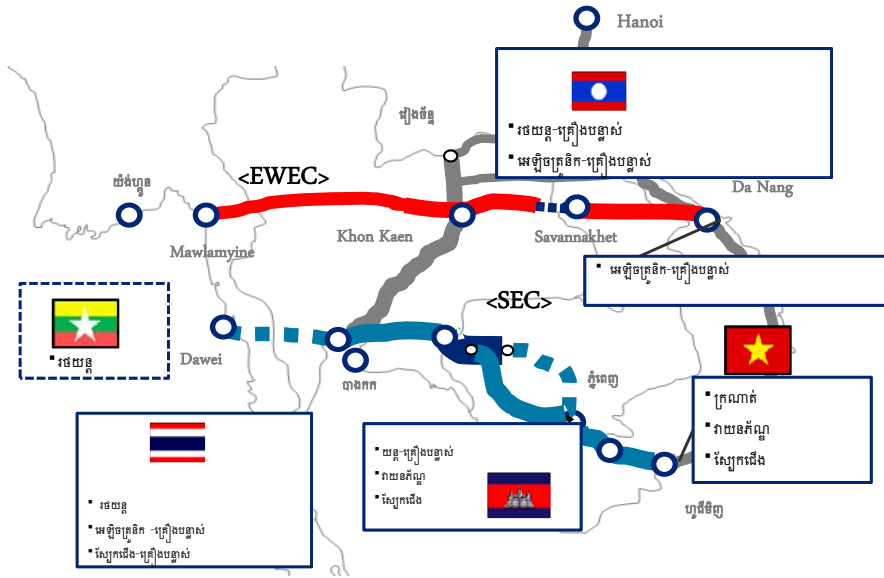 Hanoi
▪ រថយន្ត-គ្រឿងបន្លាស់
▪ អេឡិចត្រូនិក-គ្រឿងបន្លាស់
វៀងច័ន្ទ
Da Nang
យ៉ង់ហ្គូន
<EWEC>
Mawlamyine
Khon Kaen
Savannakhet
▪ អេឡិចត្រូនិក-គ្រឿងបន្លាស់
<SEC>
▪ រថយន្ត
Dawei
បាងកក
ភ្នំពេញ
▪ ក្រណាត់
▪ វាយនភ័ណ្ឌ
▪ ស្បែកជើង
▪ រថយន្ត
▪ អេឡិចត្រូនិក -គ្រឿងបន្លាស់
▪ ស្បែកជើង-គ្រឿងបន្លាស់
▪ យន្ត-គ្រឿងបន្លាស់
▪ វាយនភ័ណ្ឌ
▪ ស្បែកជើង
ហូជីមិញ